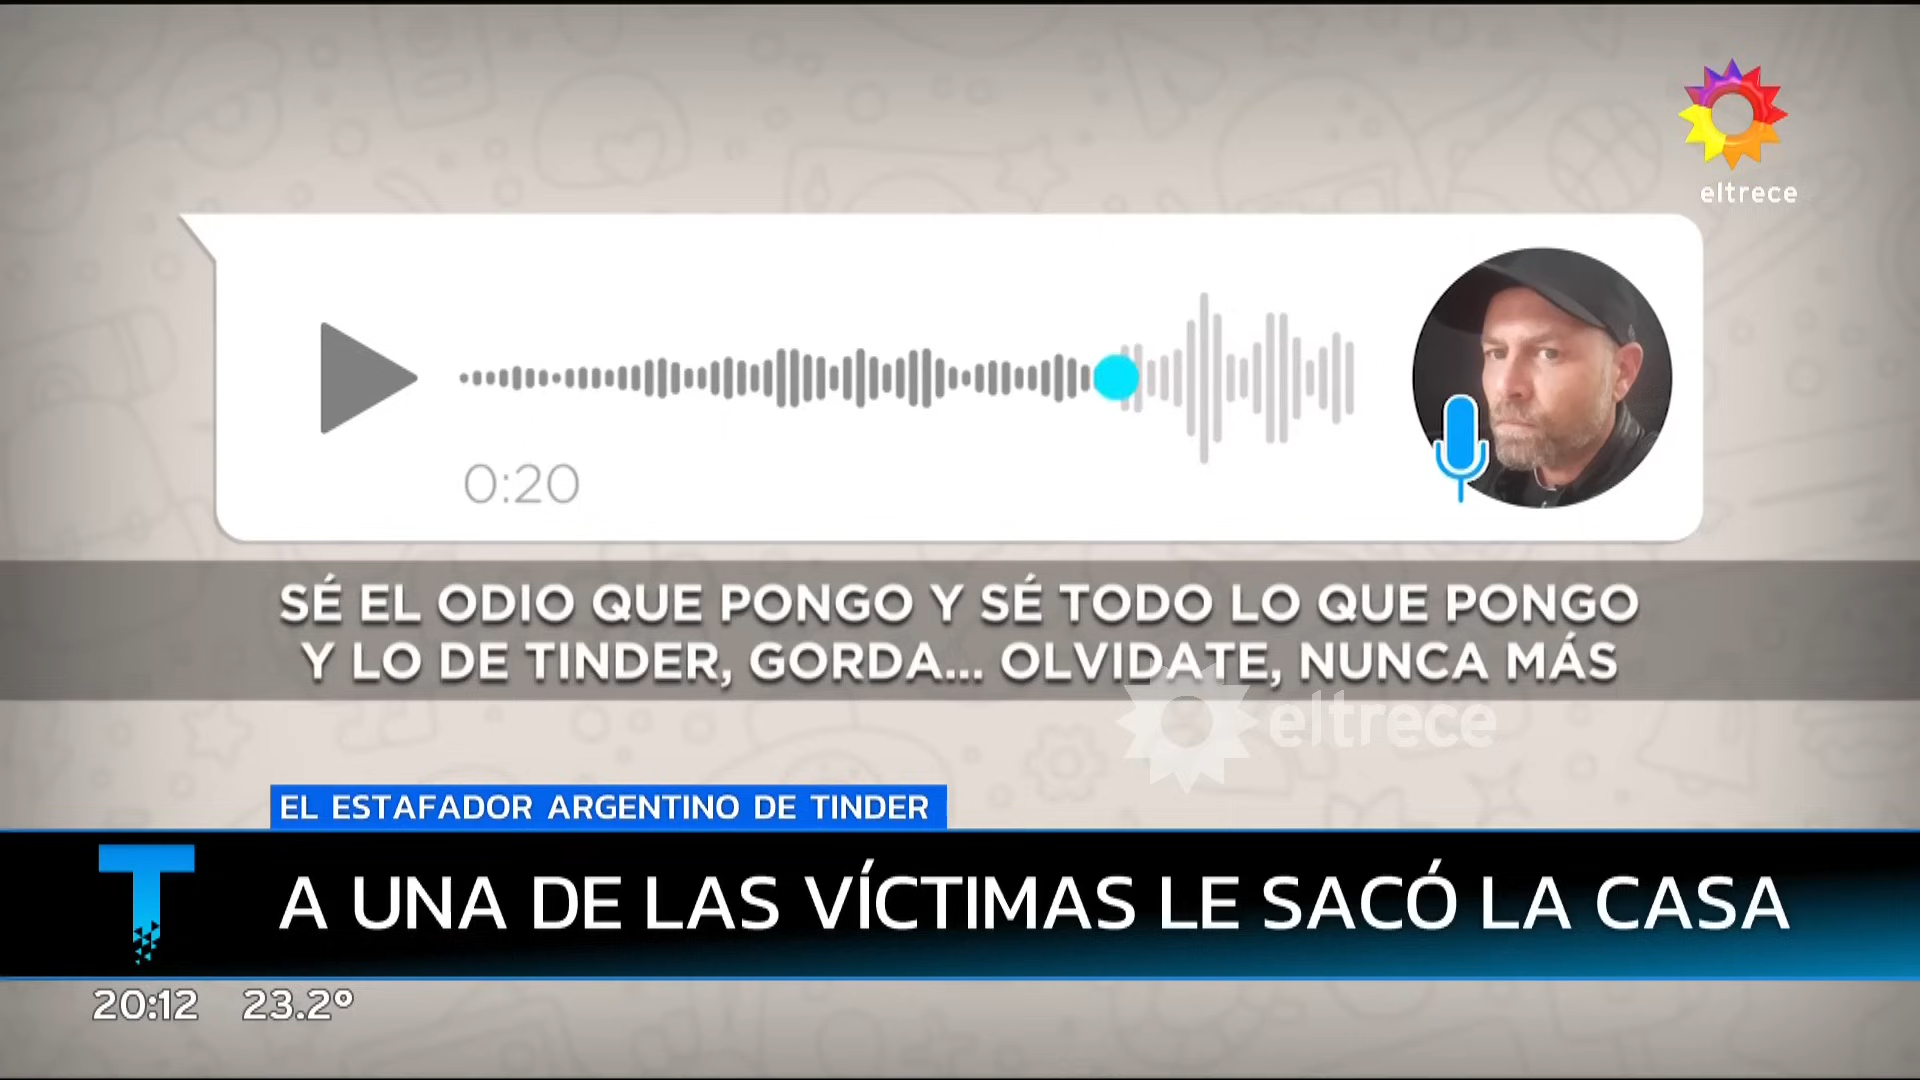 eltrece
0:20
SÉ EL ODIO QUE PONGO Y SÉ TODO LO QUE PONGO
Y LO DE TINDER, GORDA... OLVIDATE, NUNCA MÁS
eltrece
EL ESTAFADOR ARGENTINO DE TINDER
T
A UNA DE LAS VÍCTIMAS LE SACÓ LA CASA
20:12 23.2º